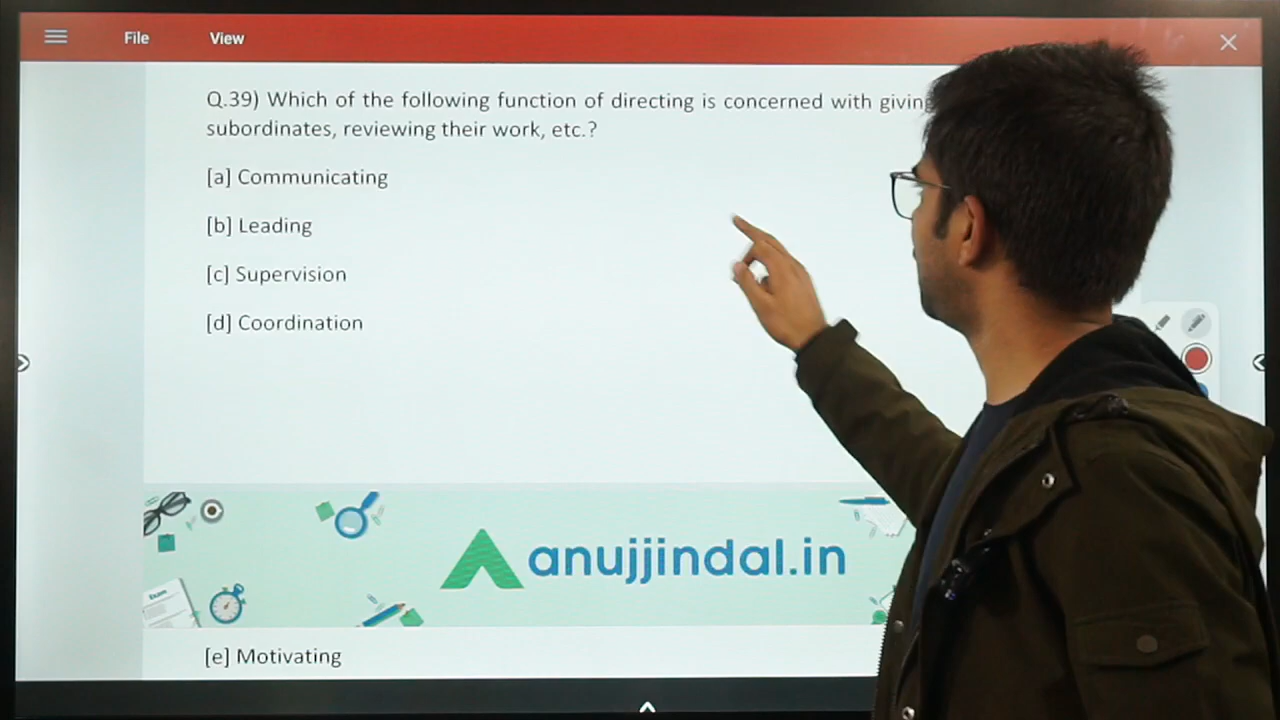 File
View
Q.39) Which of the following function of directing is concerned with giving
subordinates, reviewing their work, etc.?
[a] Communicating
[b] Leading
[c] Supervision
[d] Coordination
anujjindal.in
[e] Motivating